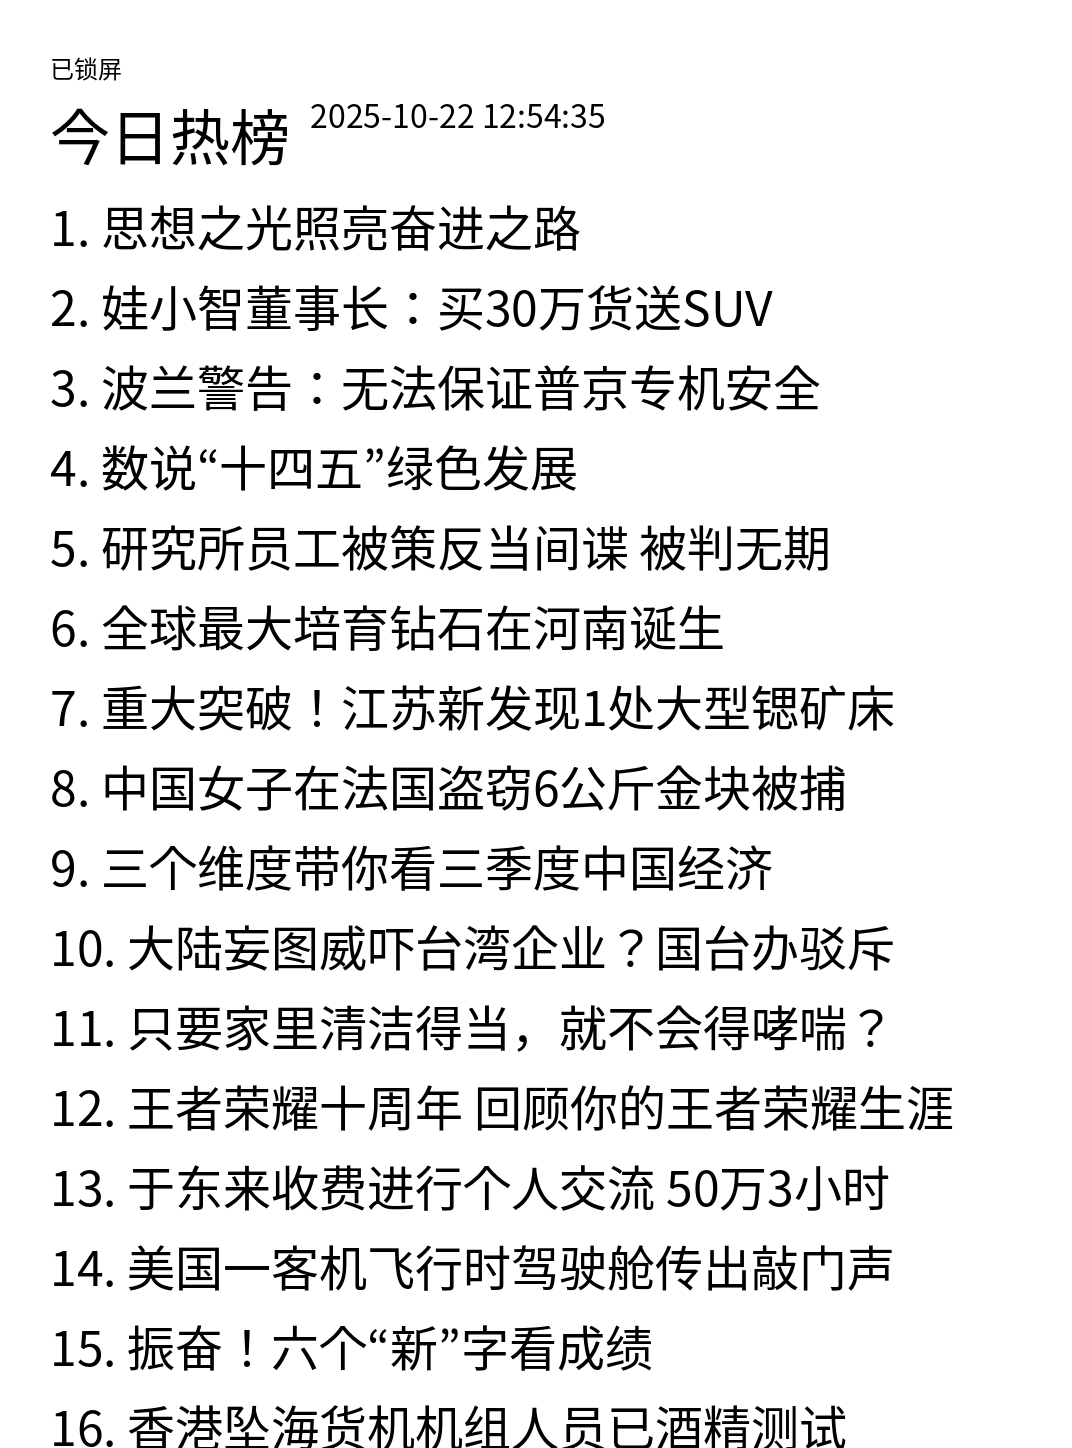 已锁屏
今日热榜 2025-10-22 12:54:35
1. 思想之光照亮奋进之路
2. 娃小智董事长：买30万货送SUV
3. 波兰警告：无法保证普京专机安全
4. 数说“十四五”绿色发展
5. 研究所员工被策反当间谍 被判无期
6. 全球最大培育钻石在河南诞生
7. 重大突破！江苏新发现1处大型锶矿床
8. 中国女子在法国盗窃6公斤金块被捕
9. 三个维度带你看三季度中国经济
10. 大陆妄图威吓台湾企业？国台办驳斥
11. 只要家里清洁得当，就不会得哮喘？
12. 王者荣耀十周年 回顾你的王者荣耀生涯
13. 于东来收费进行个人交流 50万3小时
14. 美国一客机飞行时驾驶舱传出敲门声
15. 振奋！六个“新”字看成绩
16. 香港坠海货机机组人员已酒精测试